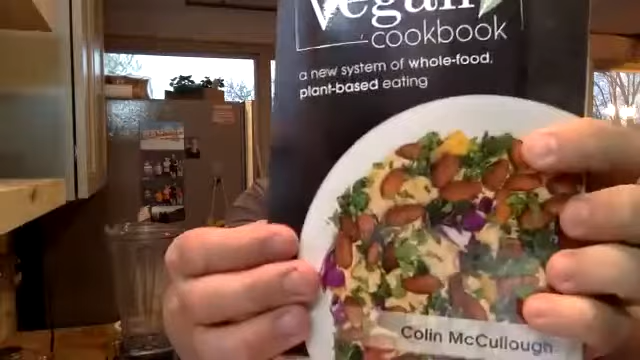 vegan
COOKBOOK
a new system of whole-food,
plant-based eating
Colin McCullough